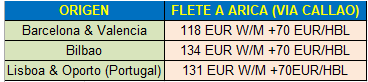 ORIGEN FLETE A ARICA (VIA CALLAO)
Barcelona & Valencia 118 EUR W/M +70 EUR/HBL
Bilbao 134 EUR W/M +70 EUR/HBL
Lisboa & Oporto (Portugal) 131 EUR W/M +70EUR/HBL